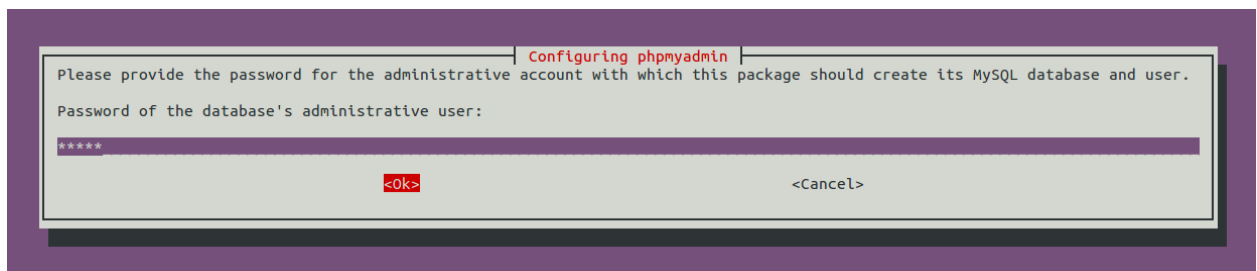 Configuring phpmyadmin
Please provide the password for the administrative account with which this package should create its MySQL database and user.
Password of the database's administrative user:
*****
<Ok> <Cancel>